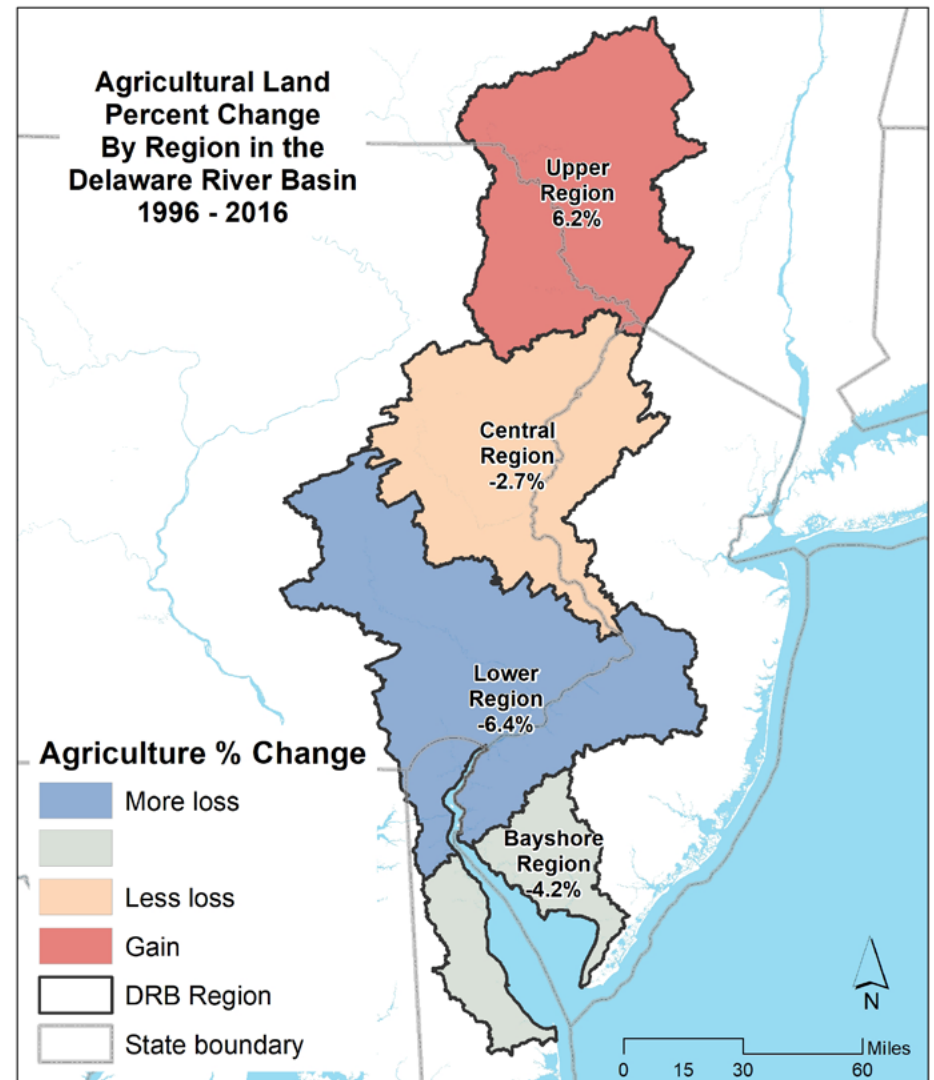 Agricultural Land
Percent Change
By Region in the
Delaware River Basin
1996 - 2016
Upper
Region
6.2%
Central
Region
-2.7%
Lower
Region
-6.4%
Bayshore
Region
-4.2%
Agriculture % Change
More loss
Less loss
Gain
DRB Region
State boundary
N
Miles
0 15 30 60